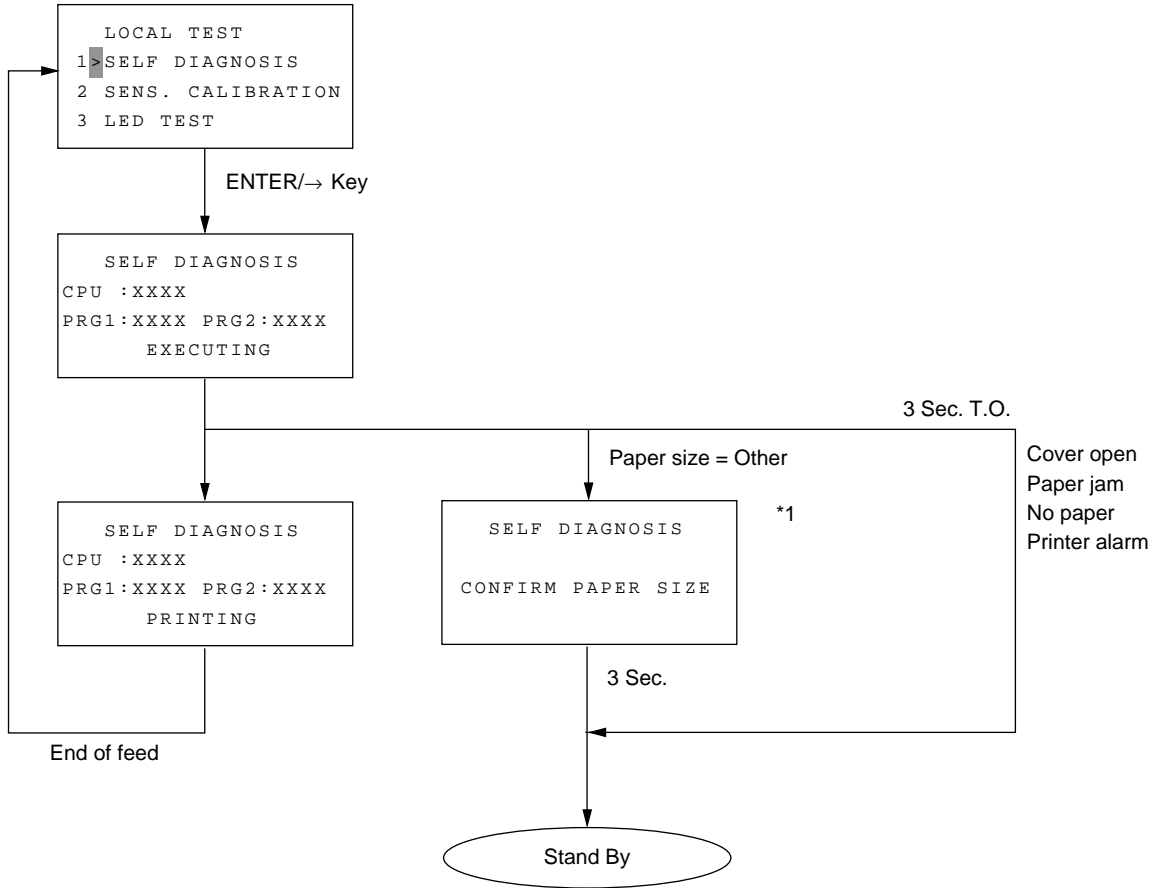 LOCAL TEST
1>SELF DIAGNOSIS
2 SENS. CALIBRATION
3 LED TEST
ENTER/→ Key
SELF DIAGNOSIS
CPU :XXXX
PRG1:XXXX PRG2:XXXX
EXECUTING
3 Sec. T.O.
Paper size = Other
Cover open
Paper jam
No paper
Printer alarm
SELF DIAGNOSIS
CPU :XXXX
PRG1:XXXX PRG2:XXXX
PRINTING
SELF DIAGNOSIS
CONFIRM PAPER SIZE
*1
3 Sec.
End of feed
Stand By